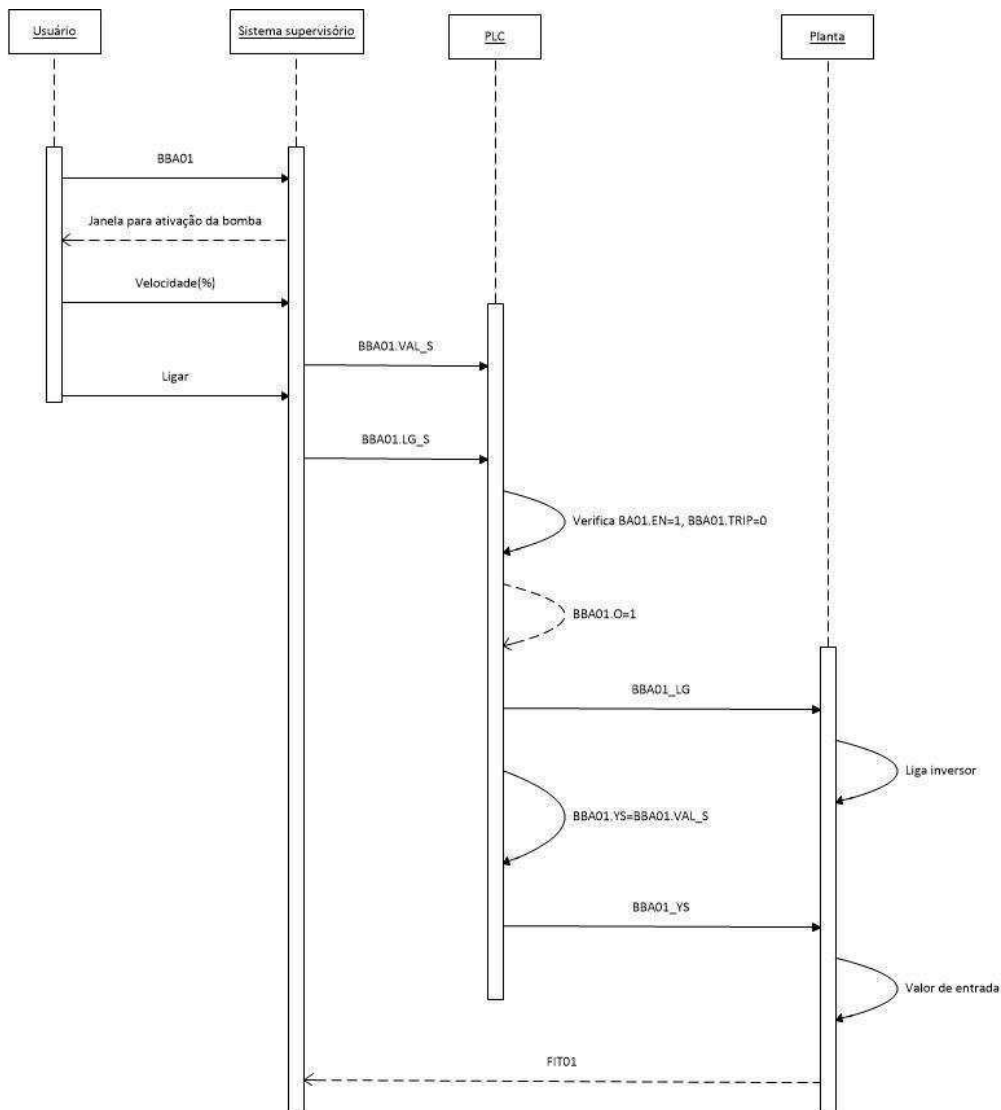 Usuário
Sistema supervisório
PLC
Planta
BBA01
Janela para ativação da bomba
Velocidade(%)
BBA01.VAL_S
Ligar
BBA01.LG_S
Verifica BA01.EN=1, BBA01.TRIP=0
BBA01.O=1
BBA01_LG
Liga inversor
BBA01.YS=BBA01.VAL_S
BBA01_YS
Valor de entrada
FIT01